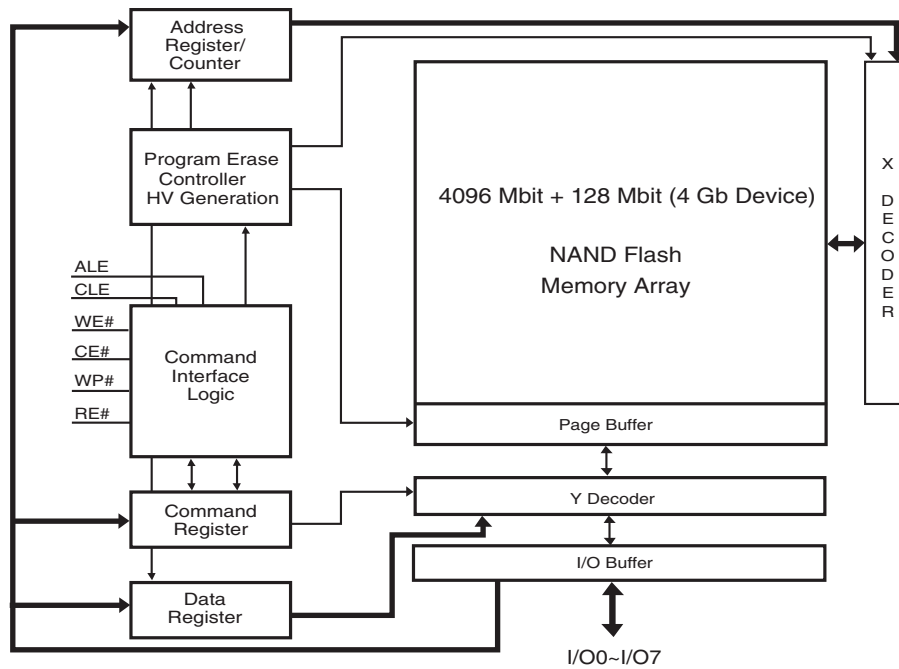 Address
Register/
Counter
Program Erase
Controller
HV Generation
ALE
CLE
WE#
CE#
WP#
RE#
Command
Interface
Logic
Command
Register
Data
Register
4096 Mbit + 128 Mbit (4 Gb Device)
NAND Flash
Memory Array
Page Buffer
Y Decoder
I/O Buffer
I/O0~I/O7
X
D
E
C
O
D
E
R